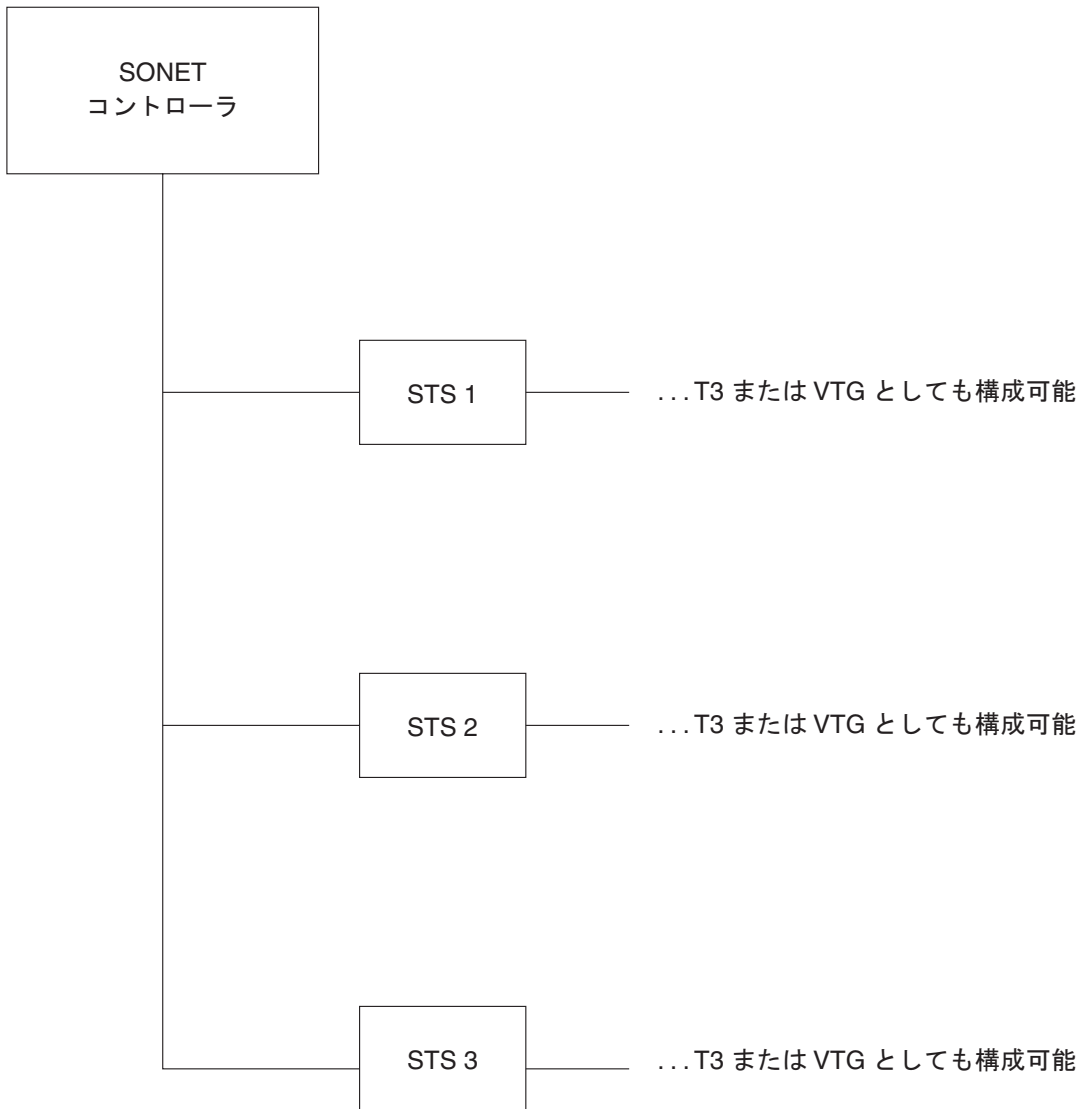 SONET
コントローラ
STS 1
...T3 または VTG としても構成可能
STS 2
...T3 または VTG としても構成可能
STS 3
...T3 または VTG としても構成可能